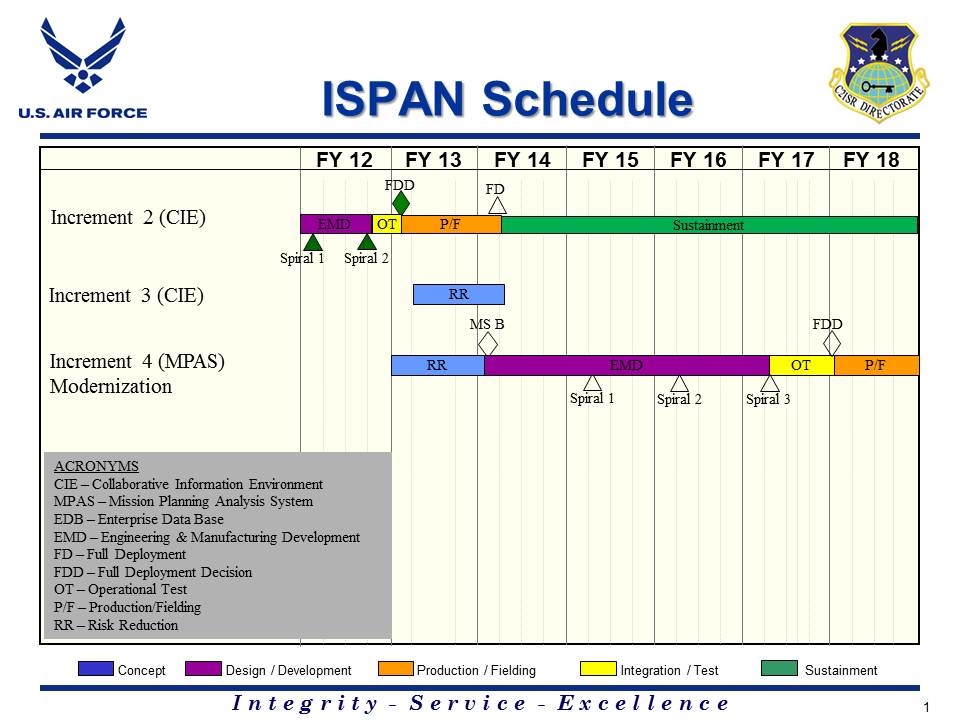 U.S. AIR FORCE
ISPAN Schedule
C2ISR DIRECTORATE
FY 12 FY 13 FY 14 FY 15 FY 16 FY 17 FY 18
FDD FD
Increment 2 (CIE)
EMD OT P/F Sustainment
Spiral 1 Spiral 2
Increment 3 (CIE) RR
MS B FDD
Increment 4 (MPAS)
Modernization
RR EMD OT P/F
Spiral 1 Spiral 2 Spiral 3
ACRONYMS
CIE – Collaborative Information Environment
MPAS – Mission Planning Analysis System
EDB – Enterprise Data Base
EMD – Engineering & Manufacturing Development
FD – Full Deployment
FDD – Full Deployment Decision
OT – Operational Test
P/F – Production/Fielding
RR – Risk Reduction
Concept Design / Development Production / Fielding Integration / Test Sustainment
Integrity - Service - Excellence
1